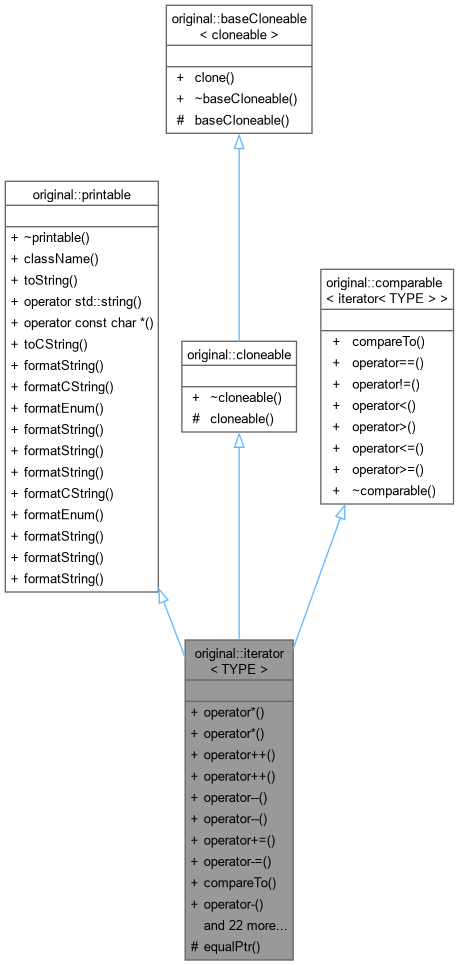 original::baseCloneable
< cloneable >
+ clone()
+ ~baseCloneable()
# baseCloneable()
original::printable
+ ~printable()
+ className()
+ toString()
+ operator std::string()
+ operator const char *()
+ toCString()
+ formatString()
+ formatCString()
+ formatEnum()
+ formatString()
+ formatString()
+ formatString()
+ formatCString()
+ formatEnum()
+ formatString()
+ formatString()
+ formatString()
original::cloneable
+ ~cloneable()
# cloneable()
original::comparable
< iterator< TYPE > >
+ compareTo()
+ operator==()
+ operator!=()
+ operator<()
+ operator>()
+ operator<=()
+ operator>=()
+ ~comparable()
original::iterator
< TYPE >
+ operator*()
+ operator*()
+ operator++()
+ operator++()
+ operator--()
+ operator--()
+ operator+=()
+ operator-=()
+ compareTo()
+ operator-()
and 22 more...
# equalPtr()